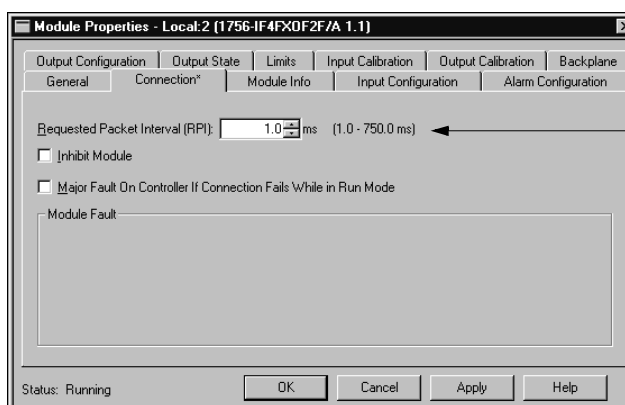 Module Properties - Local:2 (1756-IF4FXOF2F/A 1.1)
Output Configuration Output State Limits Input Calibration Output Calibration Backplane
General Connection* Module Info Input Configuration Alarm Configuration
Requested Packet Interval (RPI): 1.0 ms (1.0 - 750.0 ms)
Inhibit Module
Major Fault On Controller If Connection Fails While in Run Mode
Module Fault
Status: Running OK Cancel Apply Help